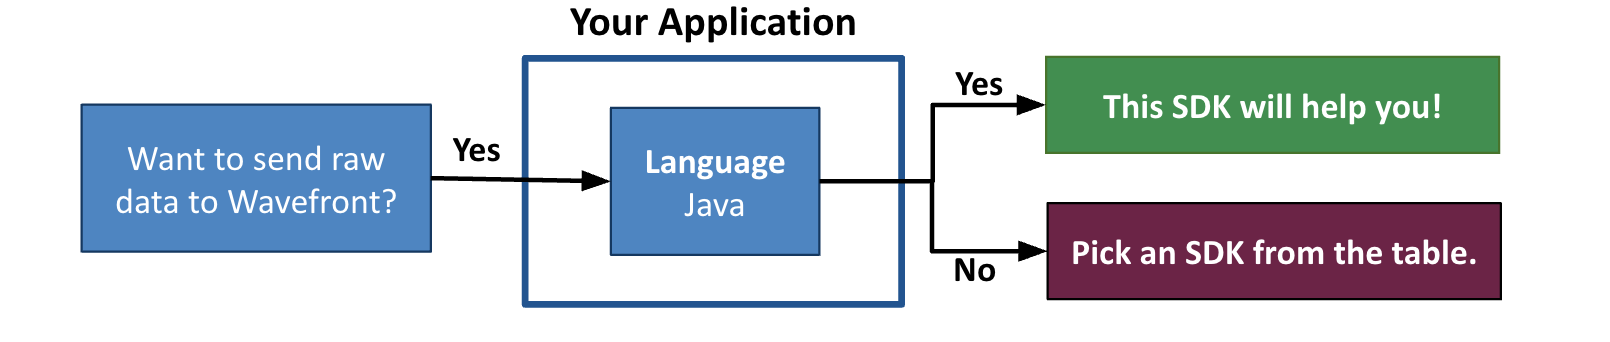 Your Application
Want to send raw
data to Wavefront?
Yes
Language
Java
Yes
This SDK will help you!
No
Pick an SDK from the table.